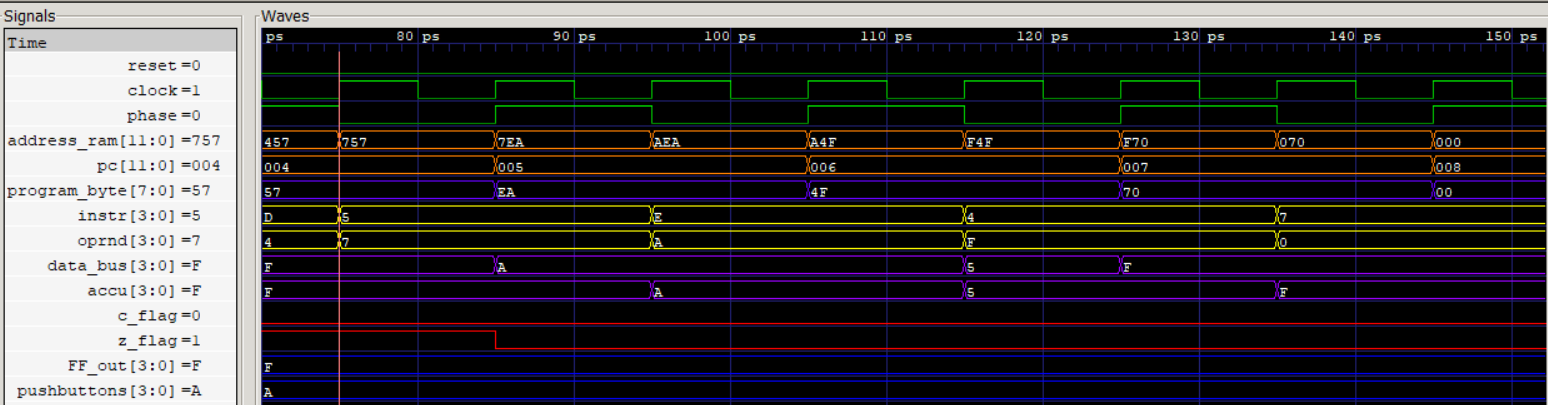 Signals Waves
Time ps 80 ps 90 ps 100 ps 110 ps 120 ps 130 ps 140 ps 150 ps
reset=0
clock=1
phase=0
address_ram[11:0]=757 457 757 7EA AEA A4F F4F F70 070 000
pc[11:0]=004 004 005 006 007 008
program_byte[7:0]=57 57 EA 4F 70 00
instr[3:0]=5 D 5 E 4 7
oprnd[3:0]=7 4 7 A F 0
data_bus[3:0]=F F A 5 F
accu[3:0]=F F A 5 F
c_flag=0
z_flag=1
FF_out[3:0]=F F
pushbuttons[3:0]=A A